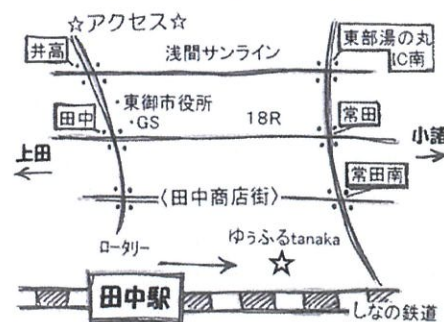 ☆アクセス☆
井高
浅間サンライン
東部湯の丸
IC南
田中
・東御市役所
・GS
18R
常田
上田
小諸
〈田中商店街〉
常田南
ロータリー
ゆぅふるtanaka
田中駅
しなの鉄道